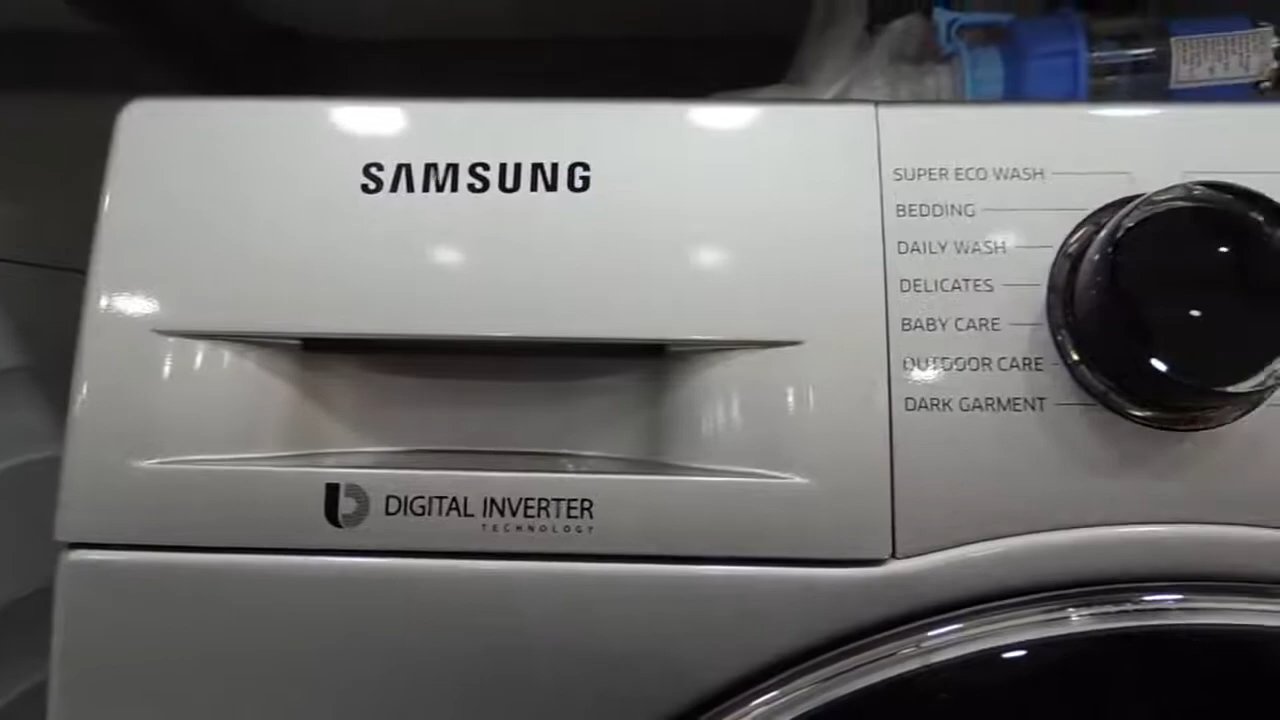 SAMSUNG
SUPER ECO WASH
BEDDING
DAILY WASH
DELICATES
BABY CARE
OUTDOOR CARE
DARK GARMENT
DIGITAL INVERTER
TECHNOLOGY